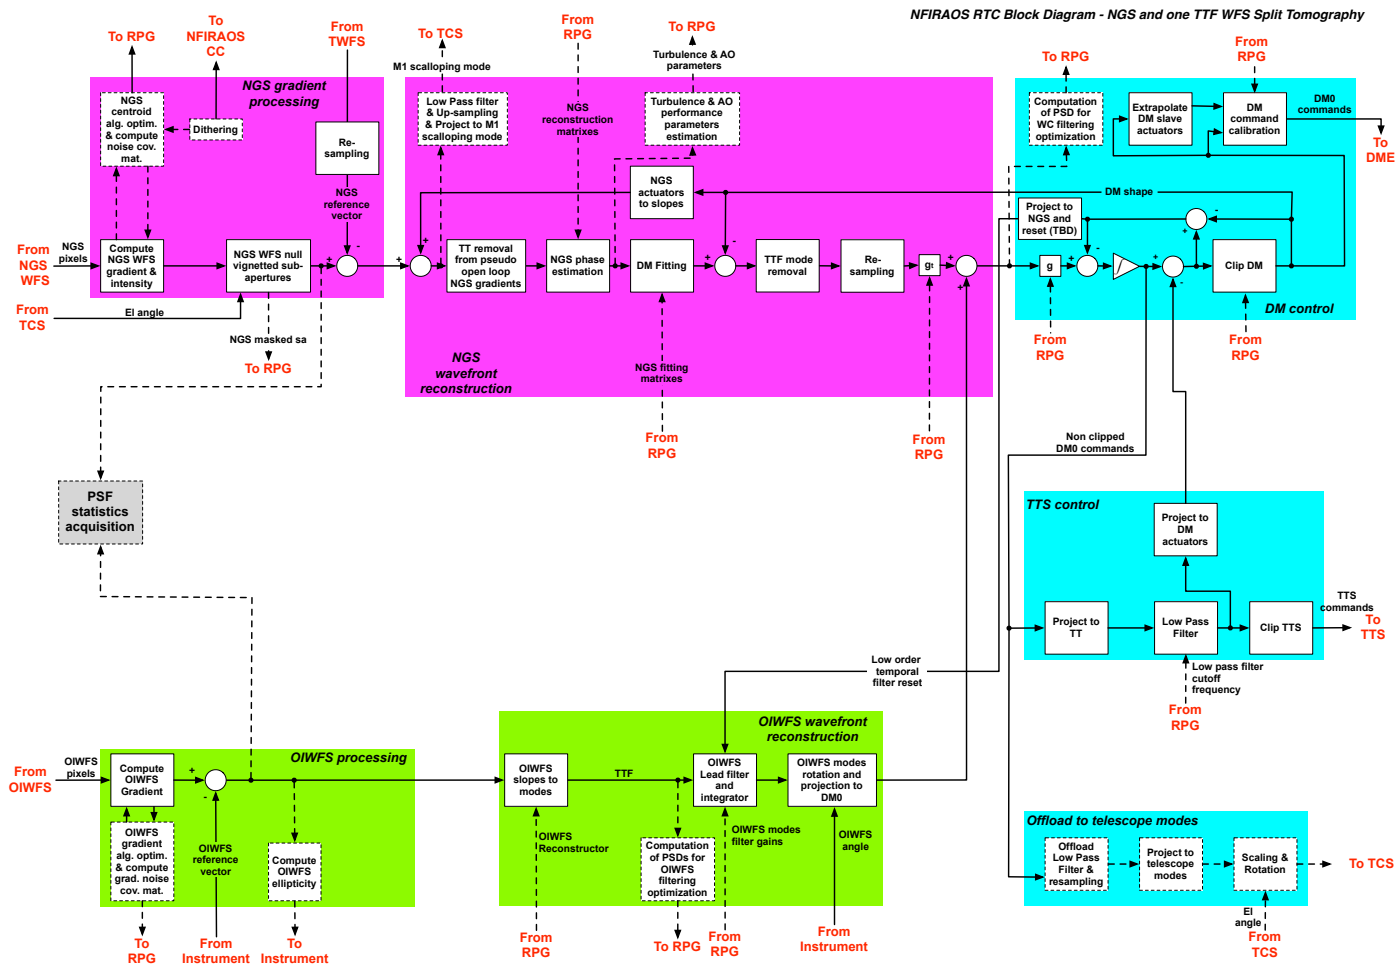 NFIRAOS RTC Block Diagram - NGS and one TTF WFS Split Tomography
To RPG
To
NFIRAOS
CC
From
TWFS
NGS gradient
processing
NGS
centroid
alg. optim.
& compute
noise cov.
mat.
Dithering
Re-
sampling
NGS
reference
vector
From
NGS
WFS
NGS
pixels
Compute
NGS WFS
gradient &
intensity
NGS WFS null
vignetted sub-
apertures
+
-
From
TCS
El angle
NGS masked sa
To RPG
To TCS
M1 scalloping mode
From
RPG
To RPG
Turbulence & AO
parameters
Low Pass filter
& Up-sampling
& Project to M1
scalloping mode
NGS
reconstruction
matrixes
Turbulence & AO
performance
parameters
estimation
NGS
actuators
to slopes
+
+
TT removal
from pseudo
open loop
NGS gradients
NGS phase
estimation
DM Fitting
+
-
TTF mode
removal
Re-
sampling
gt
+
+
NGS
wavefront
reconstruction
NGS fitting
matrixes
From
RPG
From
RPG
To RPG
From
RPG
Computation
of PSD for
WC filtering
optimization
Extrapolate
DM slave
actuators
DM
command
calibration
DM0
commands
To
DME
DM shape
Project to
NGS and
reset (TBD)
-
+
g
+
-
+
-
Clip DM
DM control
From
RPG
From
RPG
Non clipped
DM0 commands
PSF
statistics
acquisition
TTS control
Project to
DM
actuators
Project to
TT
Low Pass
Filter
Clip TTS
TTS
commands
To
TTS
Low pass filter
cutoff
frequency
From
RPG
Low order
temporal
filter reset
OIWFS processing
From
OIWFS
OIWFS
pixels
Compute
OIWFS
Gradient
+
-
OIWFS
gradient
alg. optim.
& compute
grad. noise
cov. mat.
OIWFS
reference
vector
Compute
OIWFS
ellipticity
To
RPG
From
Instrument
To
Instrument
OIWFS wavefront
reconstruction
OIWFS
slopes to
modes
TTF
OIWFS
Lead filter
and
integrator
OIWFS modes
rotation and
projection to
DM0
OIWFS
Reconstructor
Computation
of PSDs for
OIWFS
filtering
optimization
OIWFS modes
filter gains
OIWFS
angle
From
RPG
To RPG
From
RPG
From
Instrument
Offload to telescope modes
Offload
Low Pass
Filter &
resampling
Project to
telescope
modes
Scaling &
Rotation
To TCS
El
angle
From
TCS